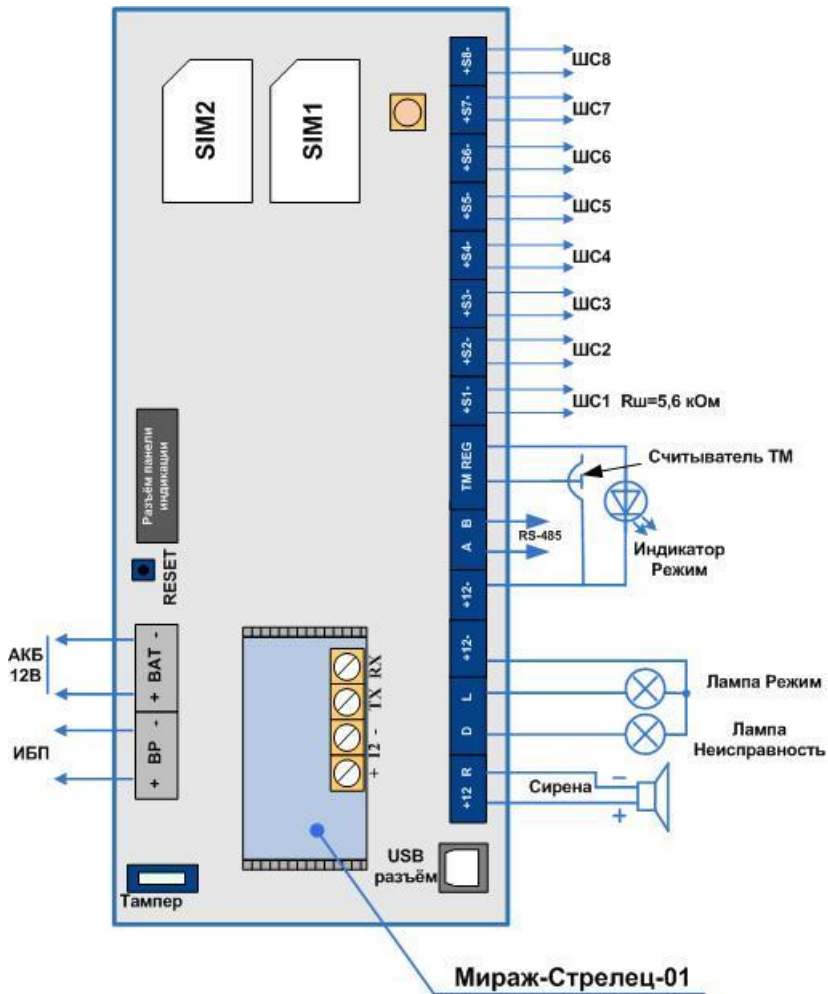 SIM2
SIM1
+S8-
ШС8
+S7-
ШС7
+S6-
ШС6
+S5-
ШС5
+S4-
ШС4
+S3-
ШС3
+S2-
ШС2
+S1-
ШС1 Rш=5,6 кОм
TM REG
Считыватель ТМ
Разъём панели
индикации
A B
RS-485
Индикатор
Режим
RESET
+12-
АКБ
12В
+ BAT -
+12-
RX
TX
+ 12 -
L
Лампа Режим
ИБП
+ BP -
D
Лампа
Неисправность
+12 R
Сирена
−
+
USB
разъём
Тампер
Мираж-Стрелец-01